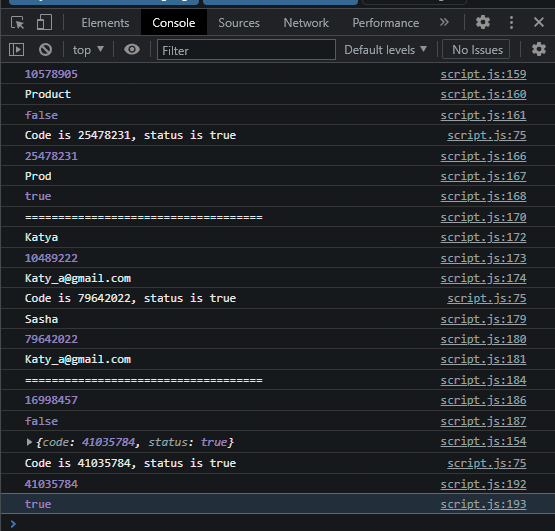 Elements Console Sources Network Performance »
top ▼ Filter Default levels ▼ No Issues
10578905 script.js:159
Product script.js:160
false script.js:161
Code is 25478231, status is true script.js:75
25478231 script.js:166
Prod script.js:167
true script.js:168
==================================== script.js:170
Katya script.js:172
10489222 script.js:173
Katy_a@gmail.com script.js:174
Code is 79642022, status is true script.js:75
Sasha script.js:179
79642022 script.js:180
Katy_a@gmail.com script.js:181
==================================== script.js:184
16998457 script.js:186
false script.js:187
▶{code: 41035784, status: true} script.js:154
Code is 41035784, status is true script.js:75
41035784 script.js:192
true script.js:193
>